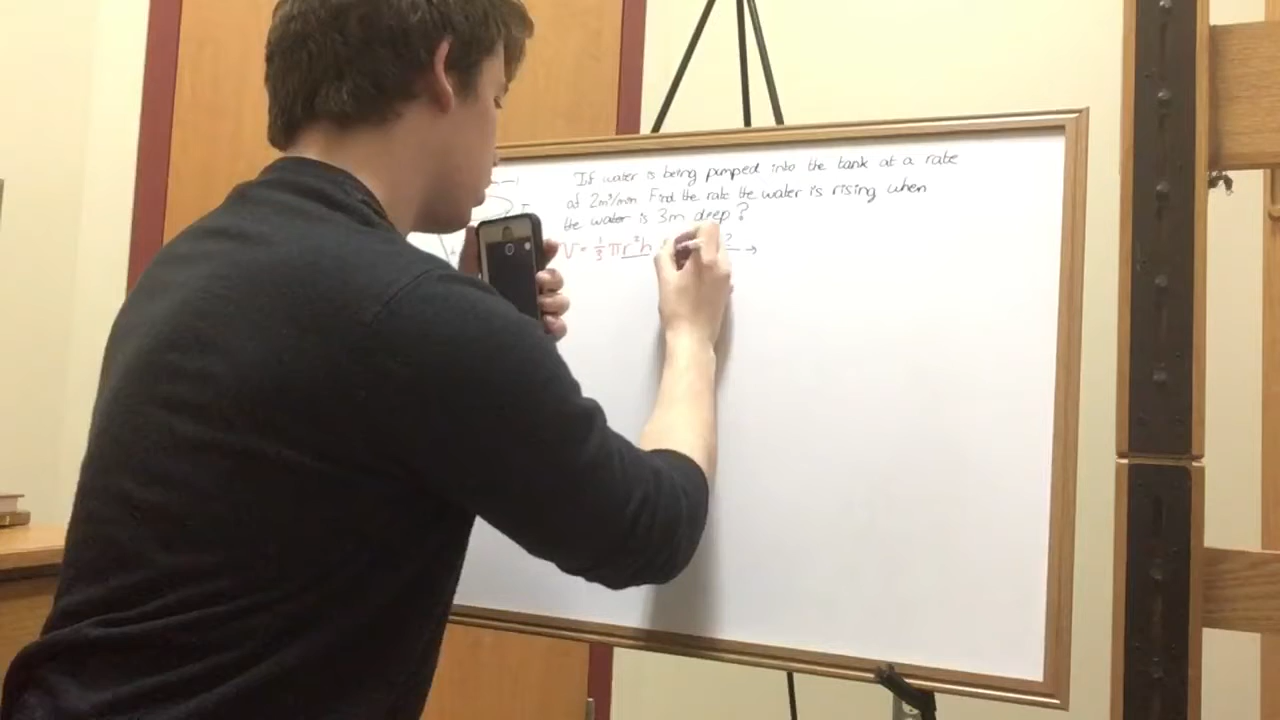 If water is being pumped into the tank at a rate
of 2m³/min Find the rate the water is rising when
the water is 3m deep?
V = 1/3 πr²h 2 →